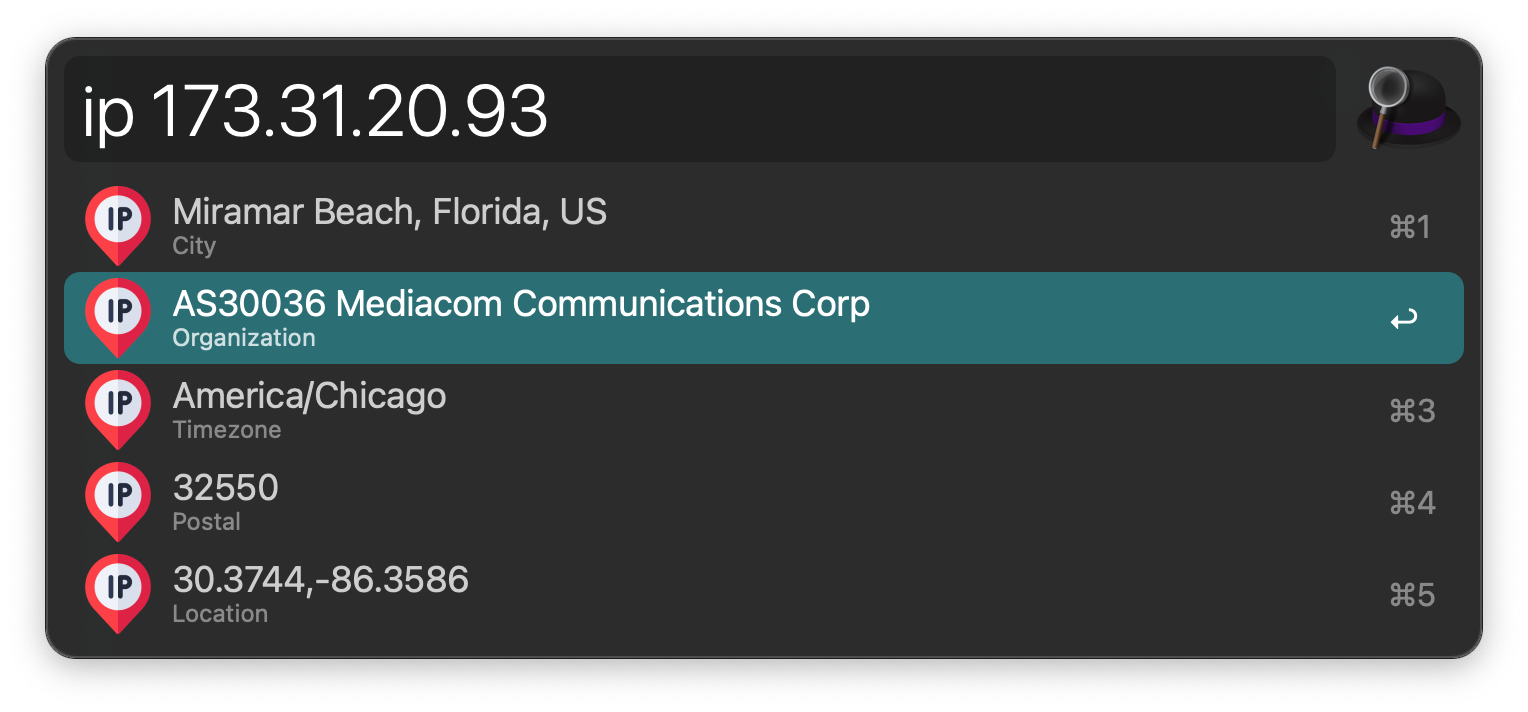 ip 173.31.20.93
IP
Miramar Beach, Florida, US
City
⌘1
IP
AS30036 Mediacom Communications Corp
Organization
↩
IP
America/Chicago
Timezone
⌘3
IP
32550
Postal
⌘4
IP
30.3744,-86.3586
Location
⌘5